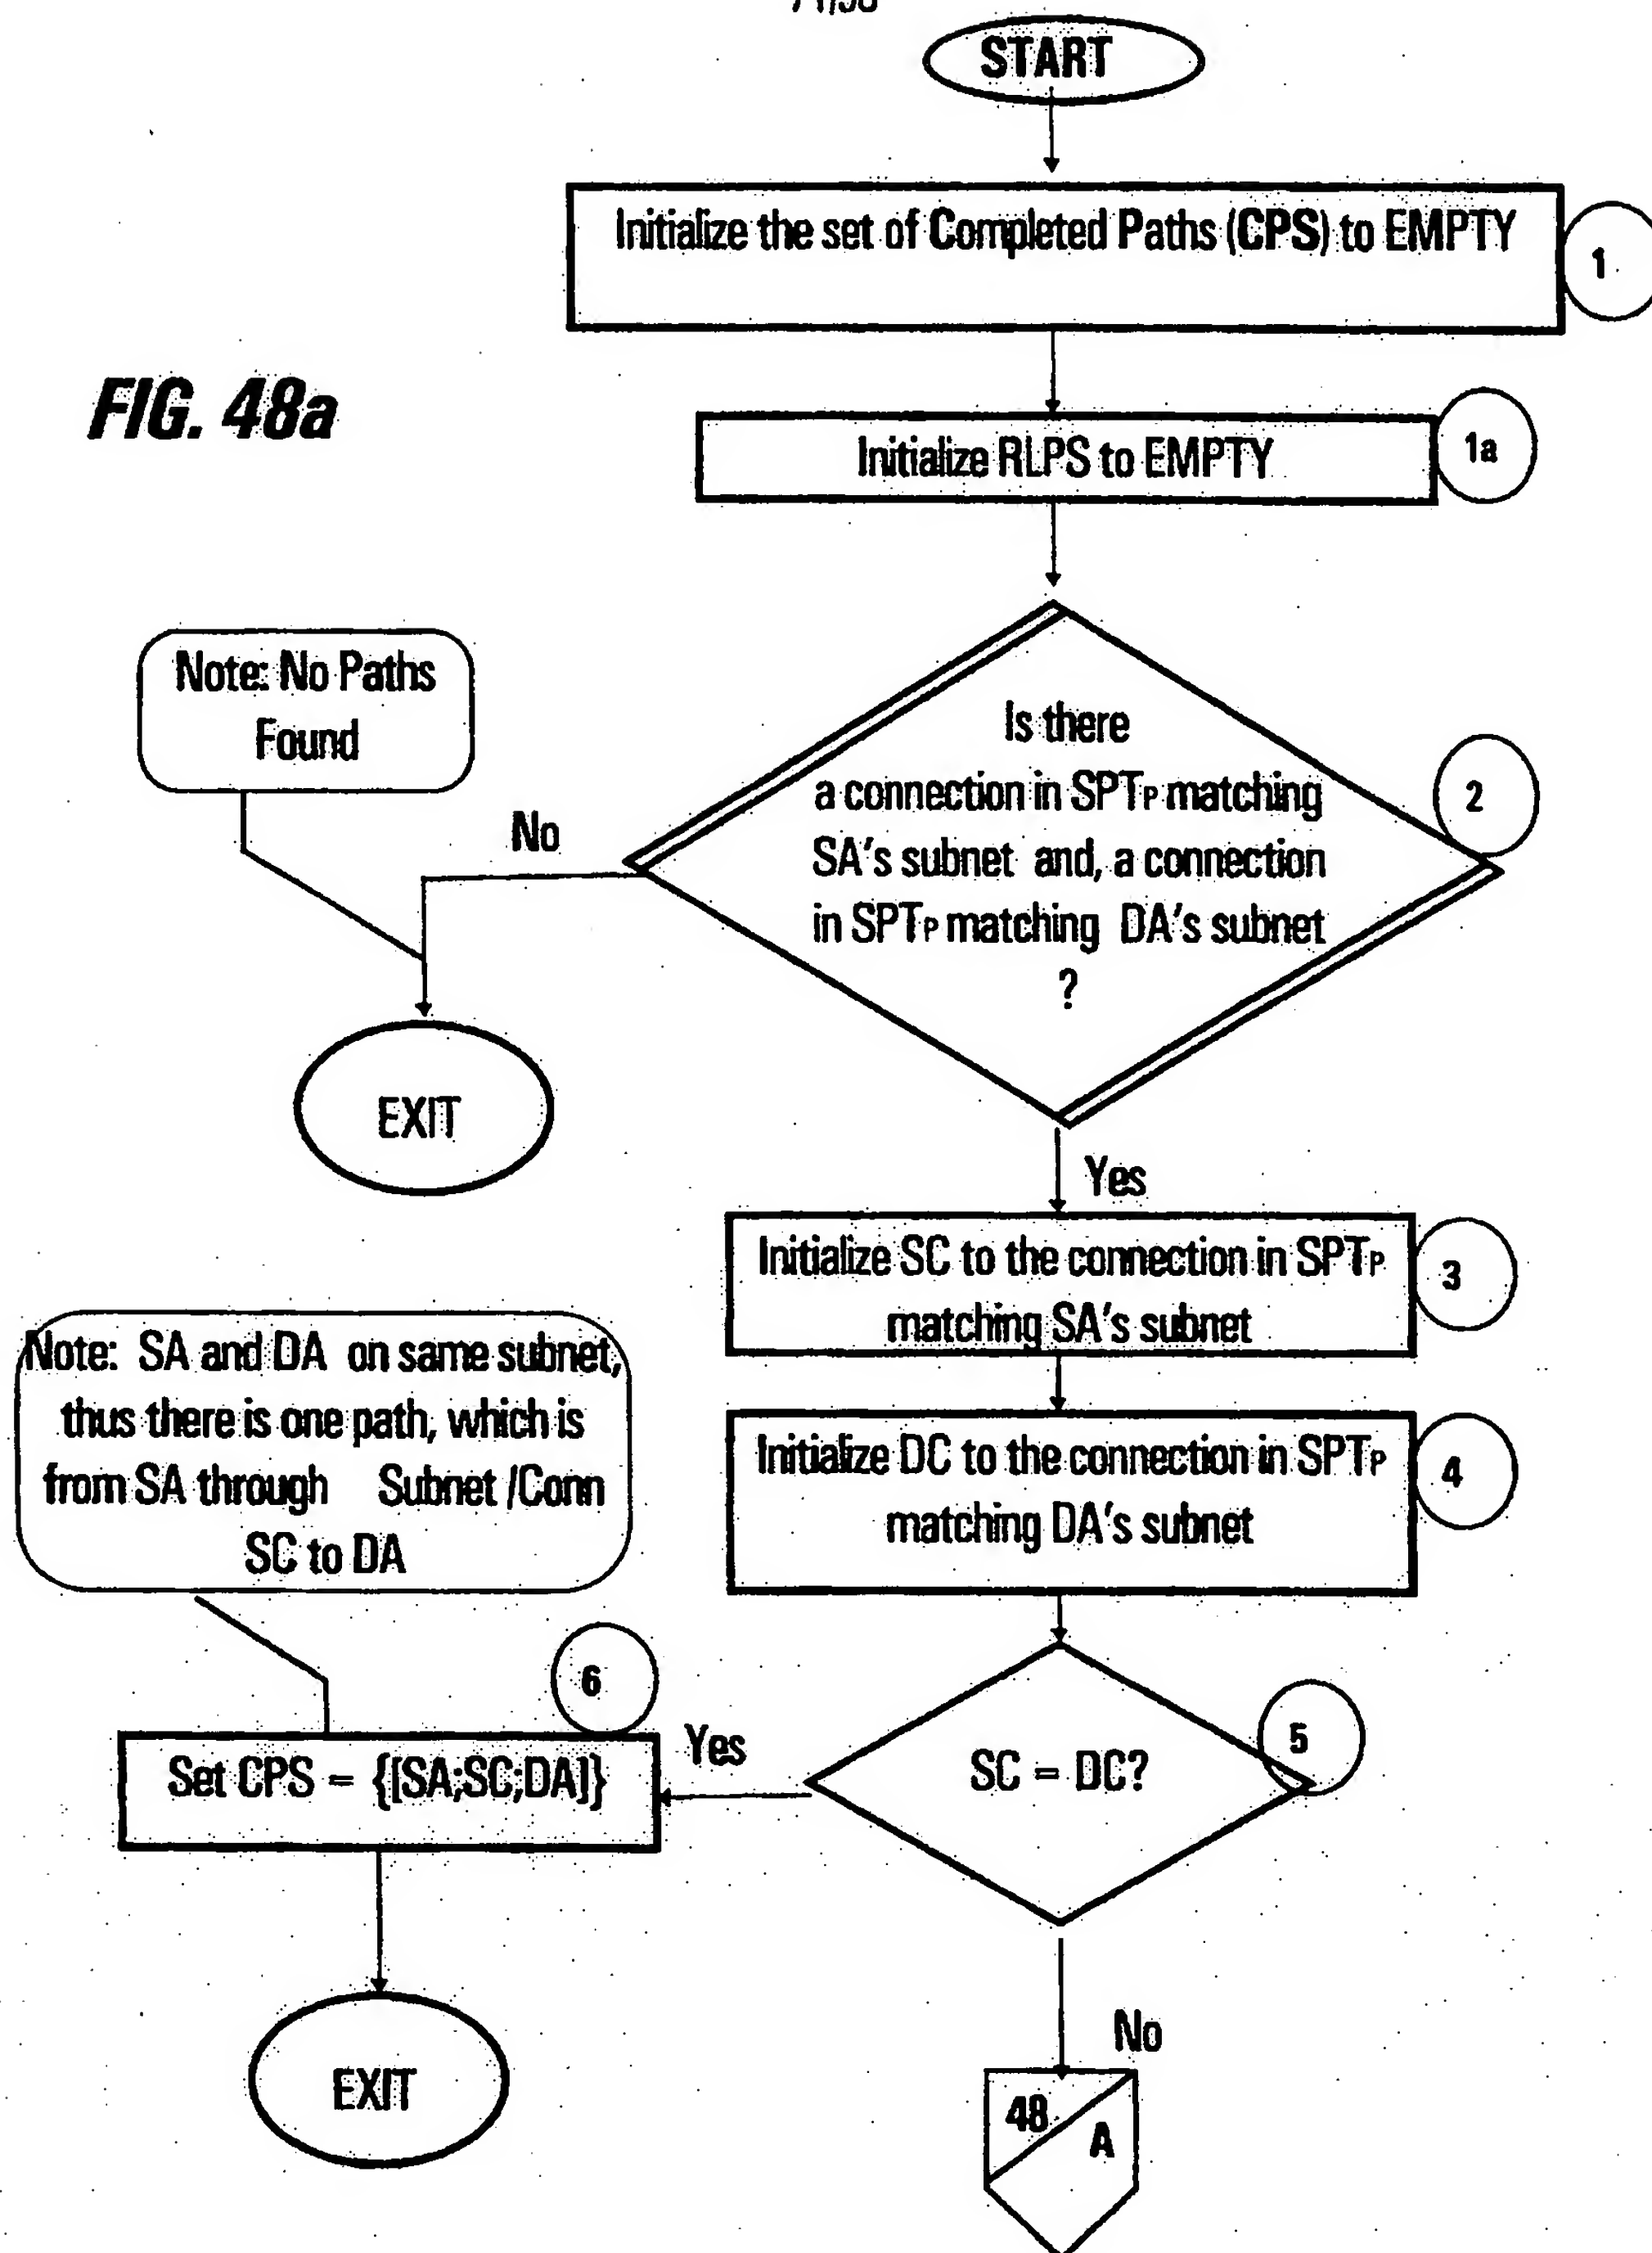 START
Initialize the set of Completed Paths (CPS) to EMPTY
1
FIG. 48a
Initialize RLPS to EMPTY
1a
Note: No Paths
Found
Is there
a connection in SPTP matching
SA's subnet and, a connection
in SPTP matching DA's subnet
?
2
No
EXIT
Yes
Initialize SC to the connection in SPTP
matching SA's subnet
3
Note: SA and DA on same subnet,
thus there is one path, which is
from SA through Subnet /Conn
SC to DA
Initialize DC to the connection in SPTP
matching DA's subnet
4
6
Set CPS = {[SA;SC;DA]}
Yes
SC = DC?
5
EXIT
No
48
A